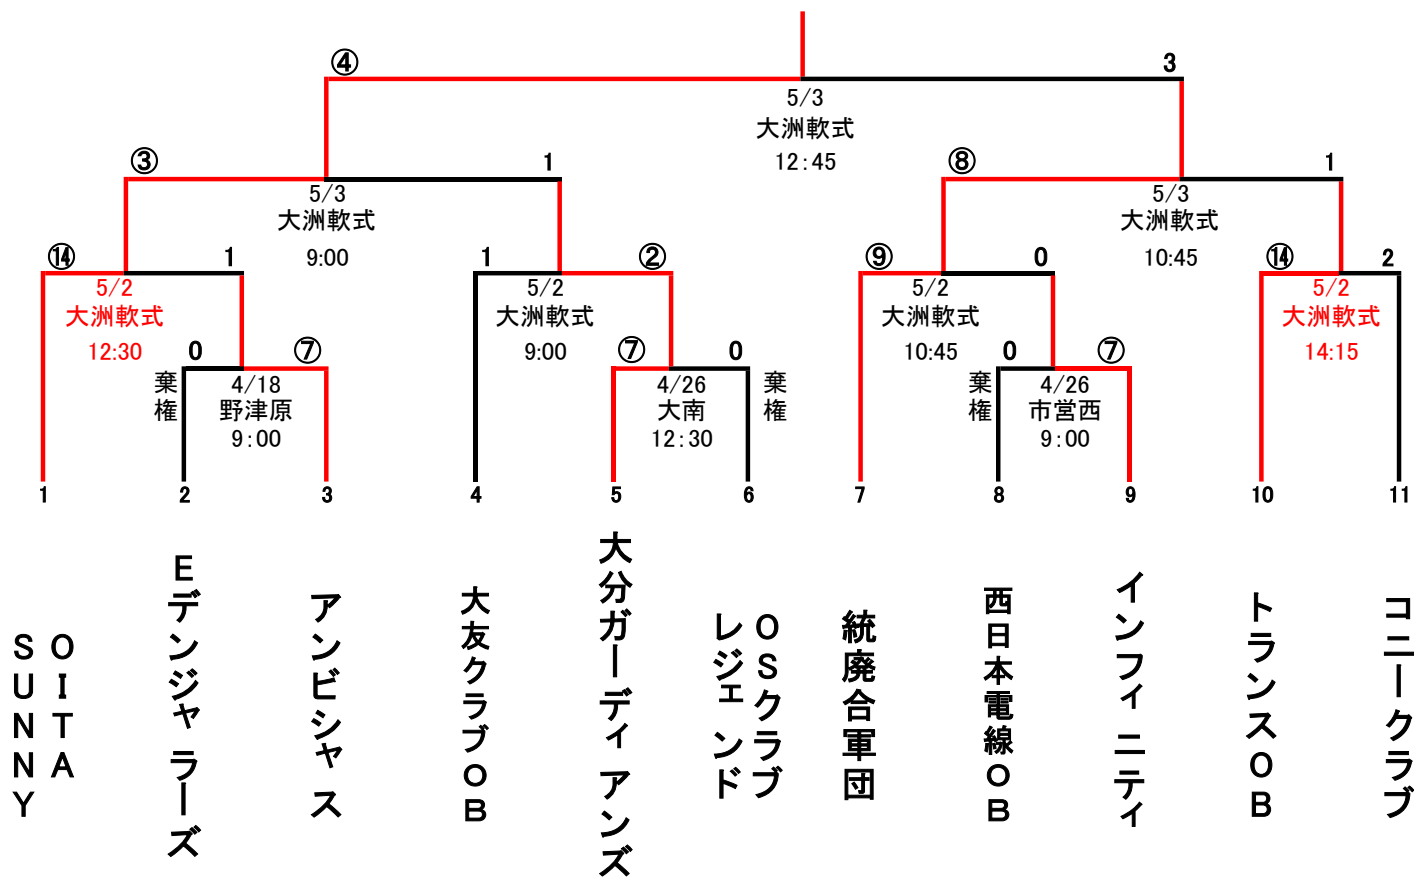 ④ 3
5/3
大洲軟式
12:45
③ 1
5/3
大洲軟式
9:00
⑧ 1
5/3
大洲軟式
10:45
⑭ 1
5/2
大洲軟式
12:30
1 ②
5/2
大洲軟式
9:00
⑨ 0
5/2
大洲軟式
10:45
⑭ 2
5/2
大洲軟式
14:15
0 ⑦
棄権
4/18
野津原
9:00
⑦ 0
棄権
4/26
大南
12:30
0 ⑦
棄権
4/26
市営西
9:00
1 2 3 4 5 6 7 8 9 10 11
OITA
SUNNY
Eデンジャラーズ
アンビシャス
大友クラブOB
大分ガーディアンズ
OSクラブ
レジェンド
統廃合軍団
西日本電線OB
インフィニティ
トランスOB
コニークラブ